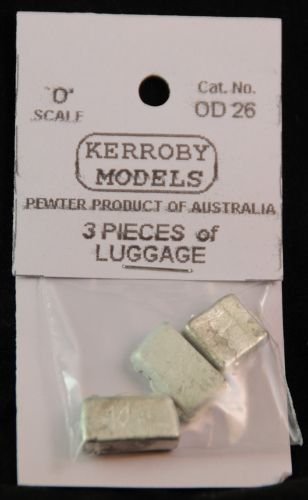 "O"
SCALE
Cat. No.
OD 26
KERROBY
MODELS
PEWTER PRODUCT OF AUSTRALIA
3 PIECES of
LUGGAGE